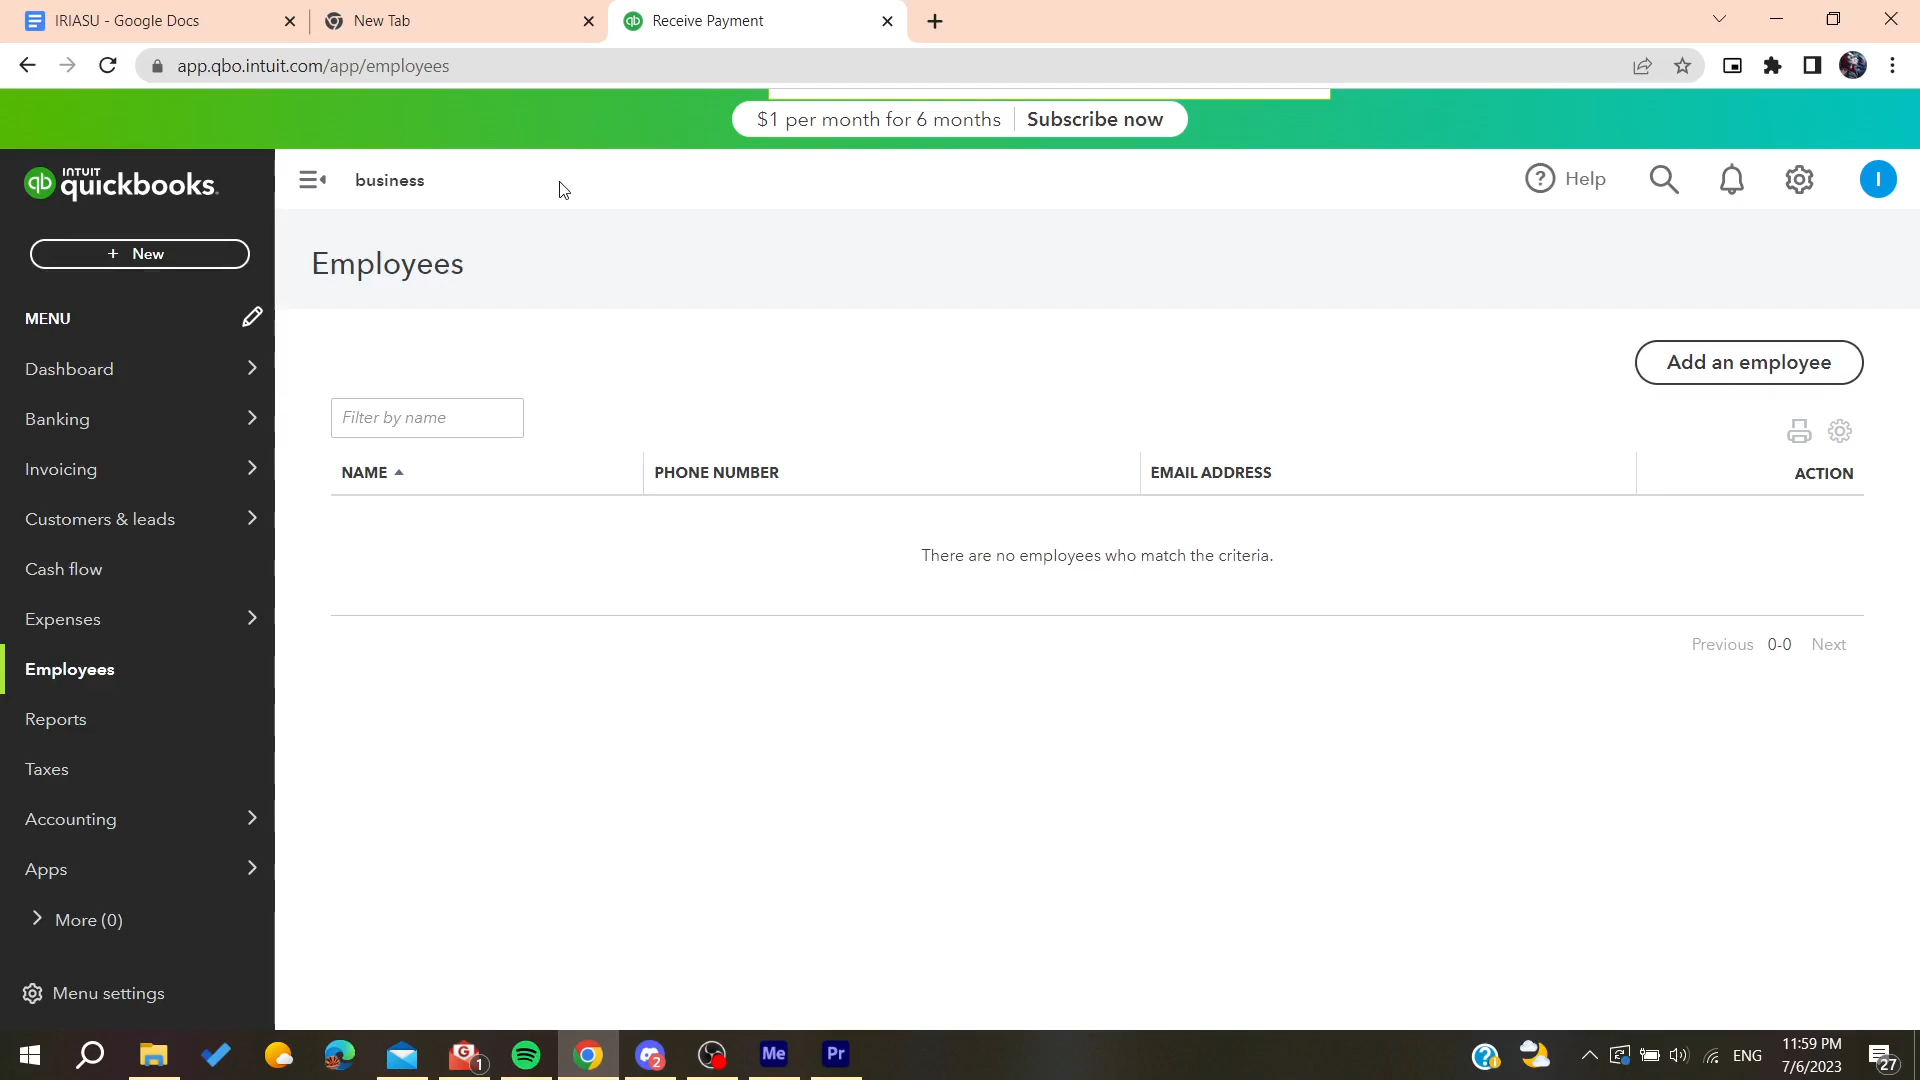 IRIASU - Google Docs
New Tab
Receive Payment
app.qbo.intuit.com/app/employees
$1 per month for 6 months
Subscribe now
qb INTUIT quickbooks.
business
Help
I
+ New
Employees
MENU
Add an employee
Dashboard
Banking
Filter by name
Invoicing
NAME
PHONE NUMBER
EMAIL ADDRESS
ACTION
Customers & leads
There are no employees who match the criteria.
Cash flow
Expenses
Previous 0-0 Next
Employees
Reports
Taxes
Accounting
Apps
More (0)
Menu settings
G 1
2
Me
Pr
ENG
11:59 PM
7/6/2023
27